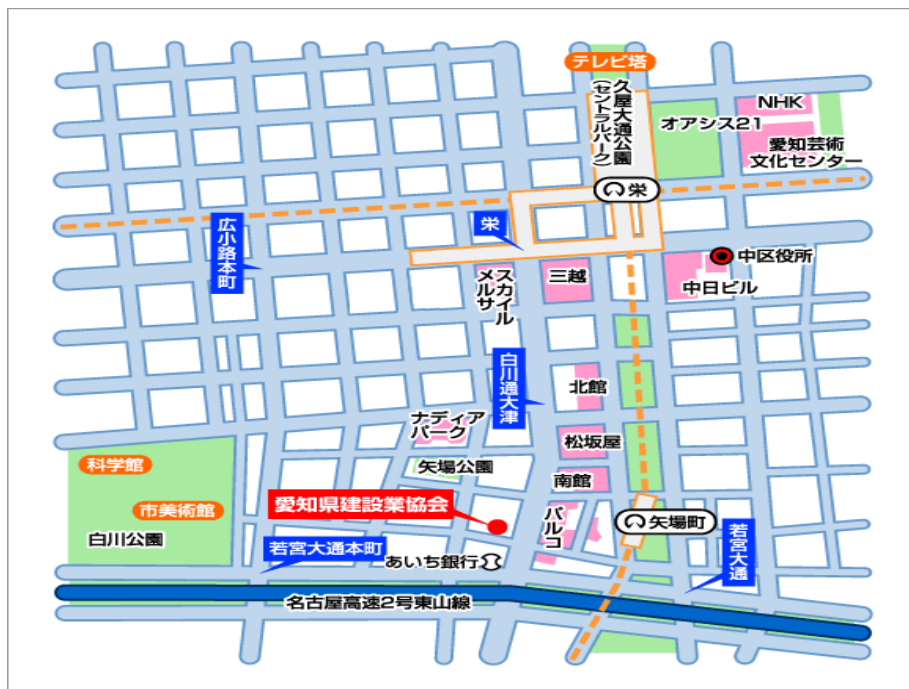 テレビ塔
久屋大通公園
(セントラルパーク)
NHK
オアシス21
愛知芸術
文化センター
栄
広小路本町
栄
中区役所
スカイル
メルサ
三越
中日ビル
白川通大津
北館
ナディア
パーク
松坂屋
科学館
矢場公園
南館
市美術館
愛知県建設業協会
パルコ
矢場町
白川公園
若宮大通本町
あいち銀行
若宮大通
名古屋高速2号東山線